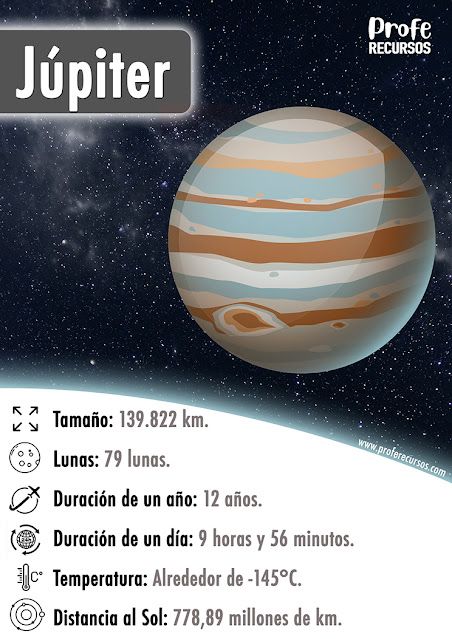 Júpiter
Profe
RECURSOS
www.proferecursos.com
Tamaño: 139.822 km.
Lunas: 79 lunas.
Duración de un año: 12 años.
Duración de un día: 9 horas y 56 minutos.
C° Temperatura: Alrededor de -145°C.
Distancia al Sol: 778,89 millones de km.